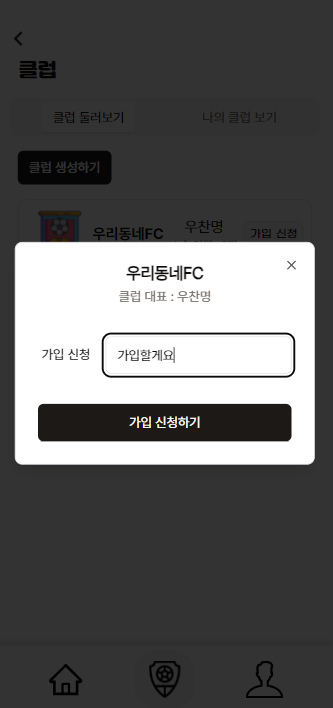 클럽
클럽 둘러보기 나의 클럽 보기
클럽 생성하기
우리동네FC 우찬명 가입 신청
우리동네FC
클럽 대표 : 우찬명
가입 신청 가입할게요
가입 신청하기